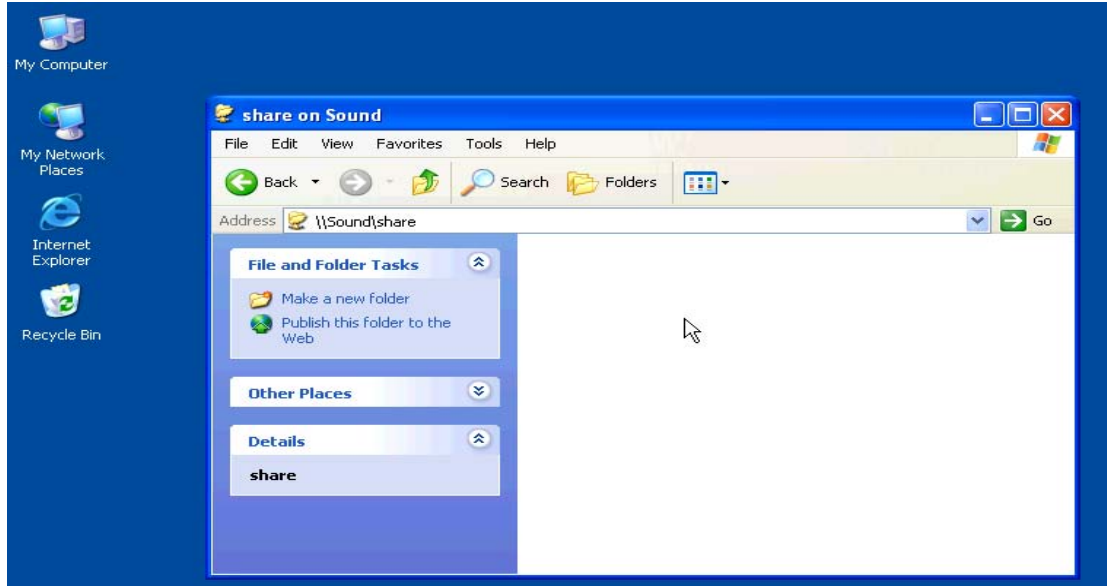 My Computer
My Network
Places
Internet
Explorer
Recycle Bin
share on Sound
File Edit View Favorites Tools Help
Back Search Folders
Address \\Sound\share Go
File and Folder Tasks
Make a new folder
Publish this folder to the
Web
Other Places
Details
share